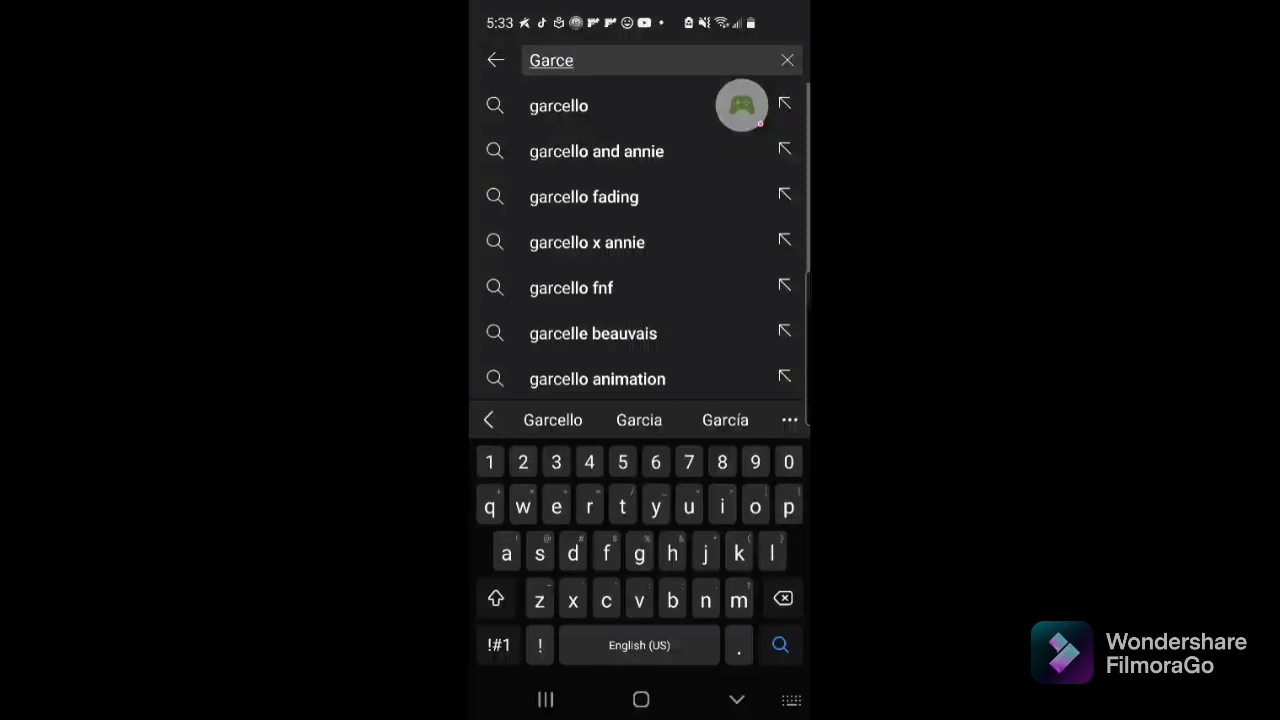 5:33
Garce
garcello
garcello and annie
garcello fading
garcello x annie
garcello fnf
garcelle beauvais
garcello animation
Garcello Garcia García
1 2 3 4 5 6 7 8 9 0
q w e r t y u i o p
a s d f g h j k l
z x c v b n m
!#1 ! English (US) .
Wondershare
FilmoraGo